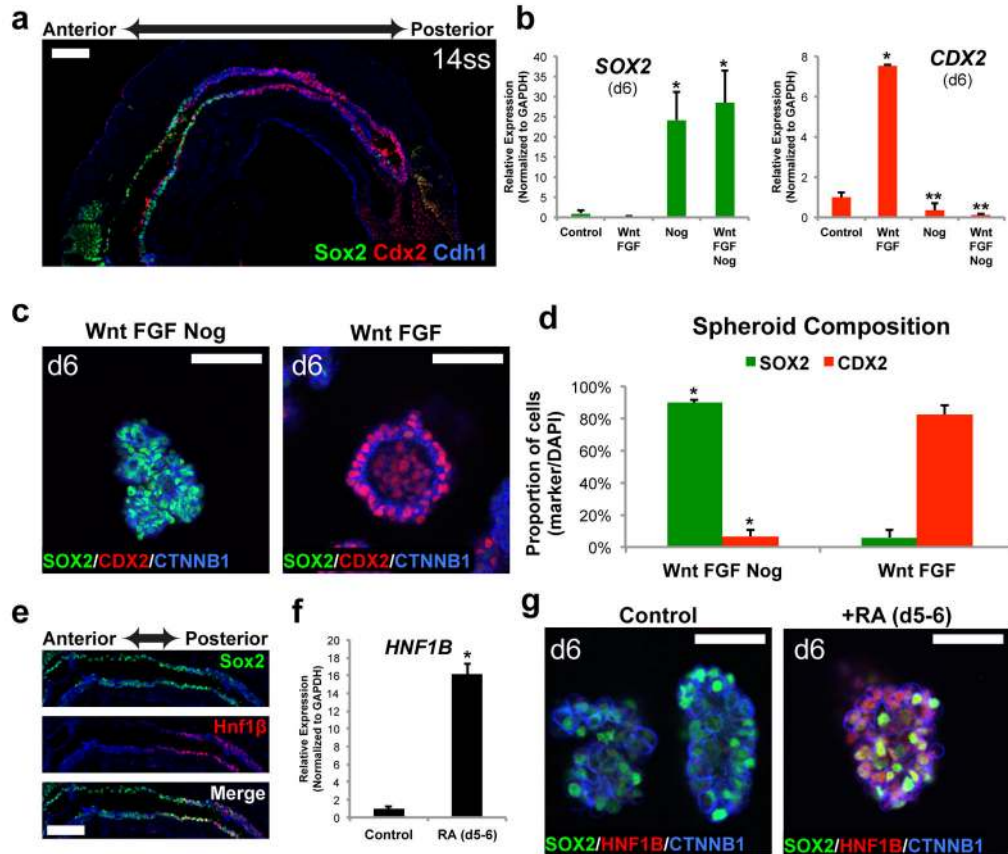 a
Anterior
Posterior
14ss
Sox2 Cdx2 Cdh1
b
Relative Expression
(Normalized to GAPDH)
40
35
30
25
20
15
10
5
0
SOX2
(d6)
*
*
Control
Wnt
FGF
Nog
Wnt
FGF
Nog
Relative Expression
(Normalized to GAPDH)
8
7
6
5
4
3
2
1
0
CDX2
(d6)
*
**
**
Control
Wnt
FGF
Nog
Wnt
FGF
Nog
c
Wnt FGF Nog
d6
SOX2/CDX2/CTNNB1
Wnt FGF
d6
SOX2/CDX2/CTNNB1
d
Spheroid Composition
SOX2 CDX2
Proportion of cells
(marker/DAPI)
100%
80%
60%
40%
20%
0%
*
*
Wnt FGF Nog
Wnt FGF
e
Anterior
Posterior
Sox2
Hnf1β
Merge
f
HNF1B
Relative Expression
(Normalized to GAPDH)
20
18
16
14
12
10
8
6
4
2
0
*
Control
RA (d5-6)
g
Control
d6
SOX2/HNF1B/CTNNB1
+RA (d5-6)
d6
SOX2/HNF1B/CTNNB1